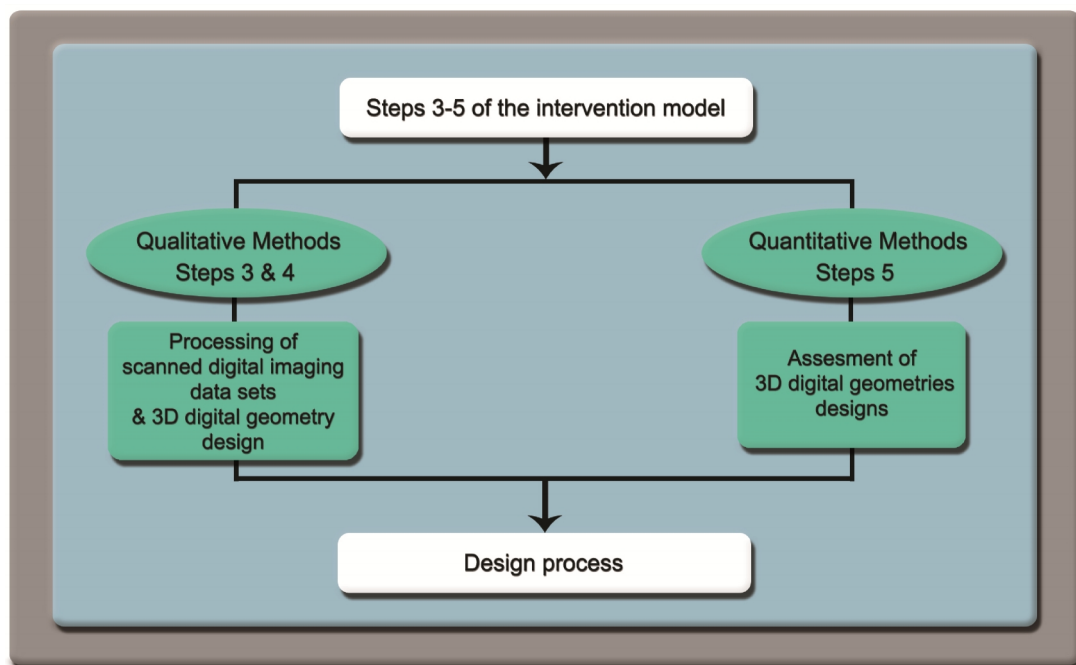 Steps 3-5 of the intervention model
Qualitative Methods
Steps 3 & 4
Quantitative Methods
Steps 5
Processing of
scanned digital imaging
data sets
& 3D digital geometry
design
Assesment of
3D digital geometries
designs
Design process